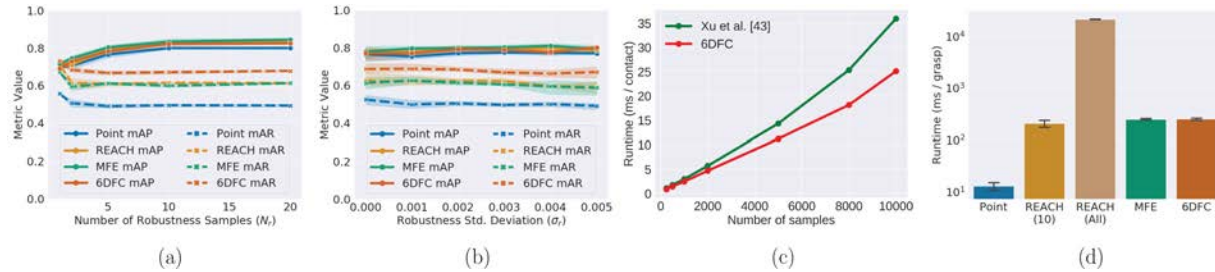 1.0
0.8
0.6
0.4
0.2
0.0
Metric Value
Point mAP
REACH mAP
MFE mAP
6DFC mAP
Point mAR
REACH mAR
MFE mAR
6DFC mAR
5 10 15 20
Number of Robustness Samples (Nr)
(a)
1.0
0.8
0.6
0.4
0.2
0.0
Metric Value
Point mAP
REACH mAP
MFE mAP
6DFC mAP
Point mAR
REACH mAR
MFE mAR
6DFC mAR
0.000 0.001 0.002 0.003 0.004 0.005
Robustness Std. Deviation (σr)
(b)
35
30
25
20
15
10
5
0
Runtime (ms / contact)
Xu et al. [43]
6DFC
2000 4000 6000 8000 10000
Number of samples
(c)
10⁴
10³
10²
10¹
Runtime (ms / grasp)
Point REACH (10) REACH (All) MFE 6DFC
(d)